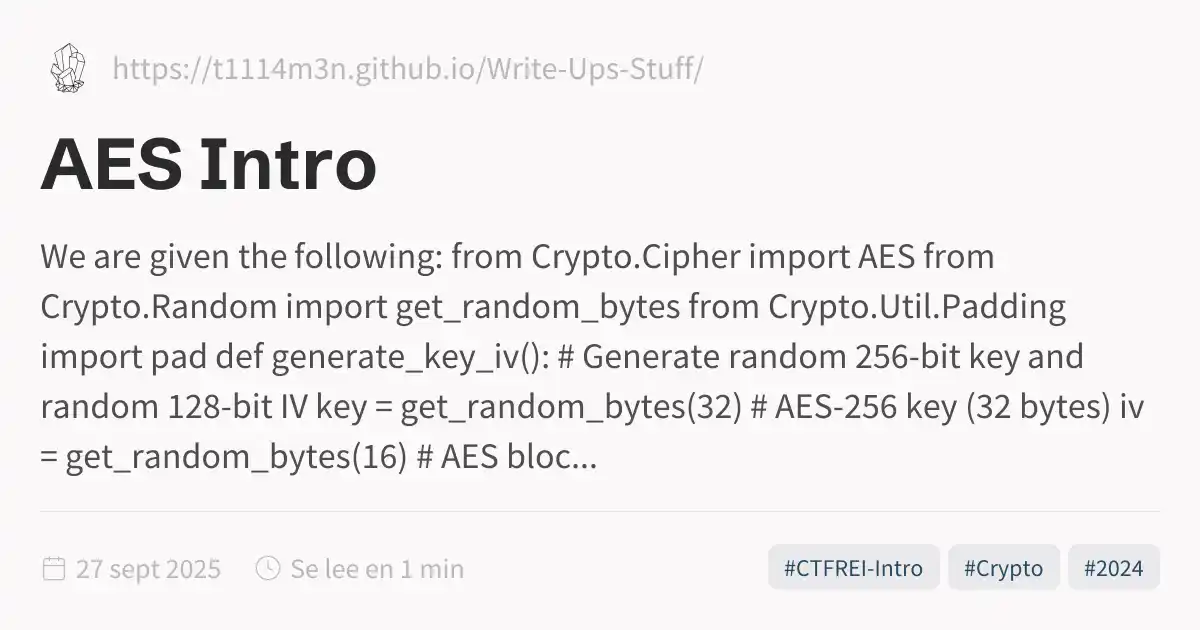 https://t1114m3n.github.io/Write-Ups-Stuff/
AES Intro
We are given the following: from Crypto.Cipher import AES from
Crypto.Random import get_random_bytes from Crypto.Util.Padding
import pad def generate_key_iv(): # Generate random 256-bit key and
random 128-bit IV key = get_random_bytes(32) # AES-256 key (32 bytes) iv
= get_random_bytes(16) # AES bloc...
27 sept 2025 Se lee en 1 min #CTFREI-Intro #Crypto #2024